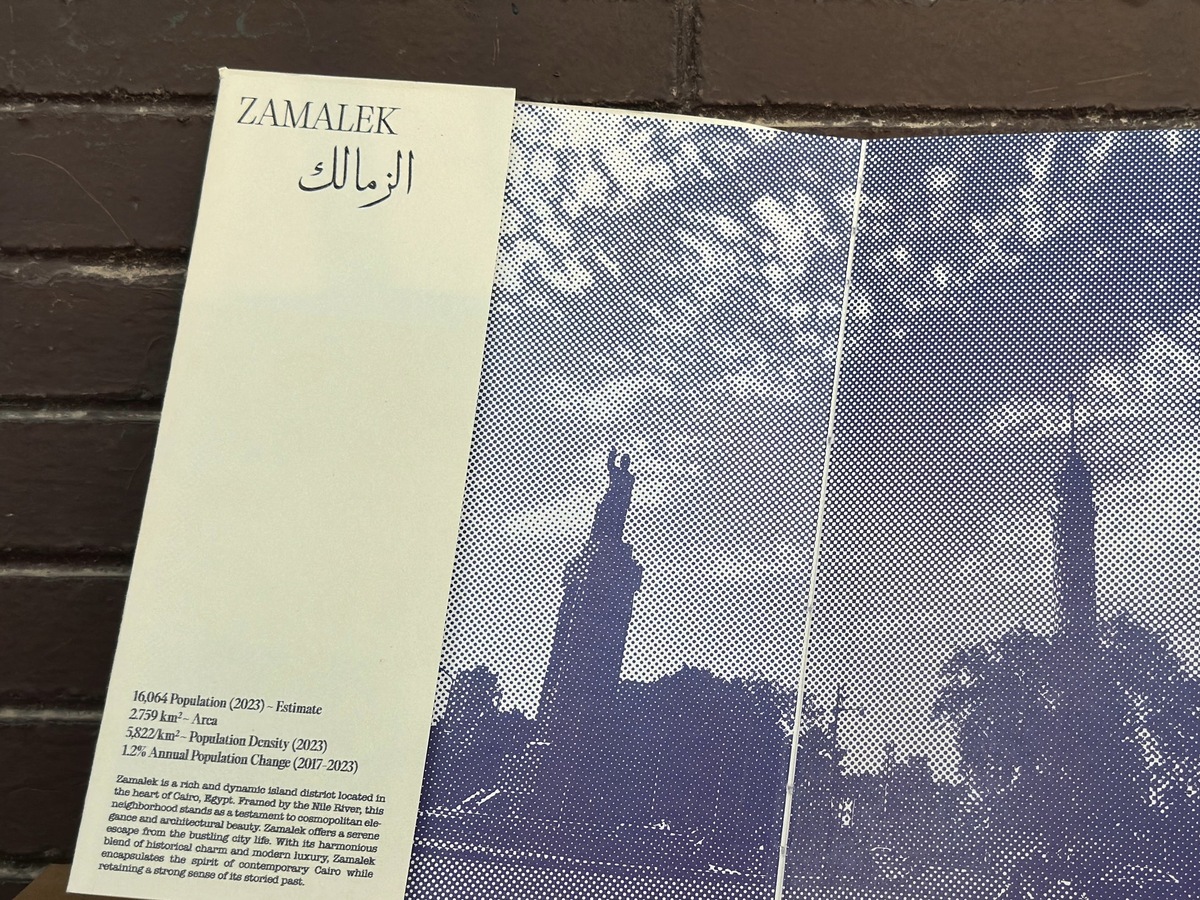 ZAMALEK
الزمالك
16,064 Population (2023) – Estimate
2.759 km² – Area
5,822/km² – Population Density (2023)
1.2% Annual Population Change (2017-2023)
Zamalek is a rich and dynamic island district located in
the heart of Cairo, Egypt. Framed by the Nile River, this
neighborhood stands as a testament to cosmopolitan ele-
gance and architectural beauty. Zamalek offers a serene
escape from the bustling city life. With its harmonious
blend of historical charm and modern luxury, Zamalek
encapsulates the spirit of contemporary Cairo while
retaining a strong sense of its storied past.